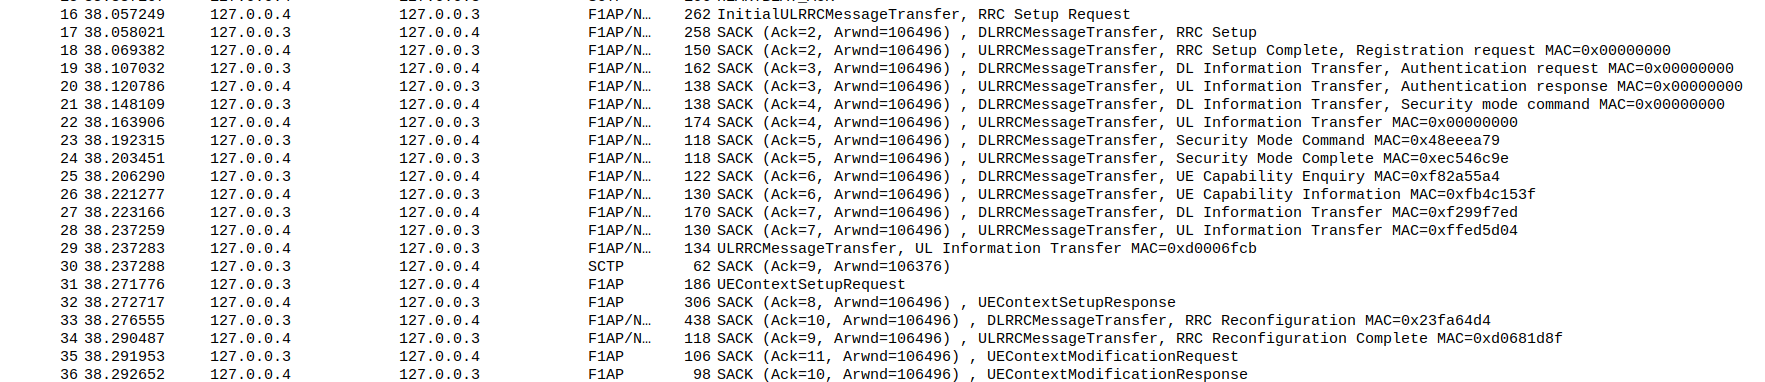 16 38.057249 127.0.0.4 127.0.0.3 F1AP/N… 262 InitialULRRCMessageTransfer, RRC Setup Request
17 38.058021 127.0.0.3 127.0.0.4 F1AP/N… 258 SACK (Ack=2, Arwnd=106496) , DLRRCMessageTransfer, RRC Setup
18 38.069382 127.0.0.4 127.0.0.3 F1AP/N… 150 SACK (Ack=2, Arwnd=106496) , ULRRCMessageTransfer, RRC Setup Complete, Registration request MAC=0x00000000
19 38.107032 127.0.0.3 127.0.0.4 F1AP/N… 162 SACK (Ack=3, Arwnd=106496) , DLRRCMessageTransfer, DL Information Transfer, Authentication request MAC=0x00000000
20 38.120786 127.0.0.4 127.0.0.3 F1AP/N… 138 SACK (Ack=3, Arwnd=106496) , ULRRCMessageTransfer, UL Information Transfer, Authentication response MAC=0x00000000
21 38.148109 127.0.0.3 127.0.0.4 F1AP/N… 138 SACK (Ack=4, Arwnd=106496) , DLRRCMessageTransfer, DL Information Transfer, Security mode command MAC=0x00000000
22 38.163906 127.0.0.4 127.0.0.3 F1AP/N… 174 SACK (Ack=4, Arwnd=106496) , ULRRCMessageTransfer, UL Information Transfer MAC=0x00000000
23 38.192315 127.0.0.3 127.0.0.4 F1AP/N… 118 SACK (Ack=5, Arwnd=106496) , DLRRCMessageTransfer, Security Mode Command MAC=0x48eeea79
24 38.203451 127.0.0.4 127.0.0.3 F1AP/N… 118 SACK (Ack=5, Arwnd=106496) , ULRRCMessageTransfer, Security Mode Complete MAC=0xec546c9e
25 38.206290 127.0.0.3 127.0.0.4 F1AP/N… 122 SACK (Ack=6, Arwnd=106496) , DLRRCMessageTransfer, UE Capability Enquiry MAC=0xf82a55a4
26 38.221277 127.0.0.4 127.0.0.3 F1AP/N… 130 SACK (Ack=6, Arwnd=106496) , ULRRCMessageTransfer, UE Capability Information MAC=0xfb4c153f
27 38.223166 127.0.0.3 127.0.0.4 F1AP/N… 170 SACK (Ack=7, Arwnd=106496) , DLRRCMessageTransfer, DL Information Transfer MAC=0xf299f7ed
28 38.237259 127.0.0.4 127.0.0.3 F1AP/N… 130 SACK (Ack=7, Arwnd=106496) , ULRRCMessageTransfer, UL Information Transfer MAC=0xffed5d04
29 38.237283 127.0.0.4 127.0.0.3 F1AP/N… 134 ULRRCMessageTransfer, UL Information Transfer MAC=0xd0006fcb
30 38.237288 127.0.0.3 127.0.0.4 SCTP 62 SACK (Ack=9, Arwnd=106376)
31 38.271776 127.0.0.3 127.0.0.4 F1AP 186 UEContextSetupRequest
32 38.272717 127.0.0.4 127.0.0.3 F1AP 306 SACK (Ack=8, Arwnd=106496) , UEContextSetupResponse
33 38.276555 127.0.0.3 127.0.0.4 F1AP/N… 438 SACK (Ack=10, Arwnd=106496) , DLRRCMessageTransfer, RRC Reconfiguration MAC=0x23fa64d4
34 38.290487 127.0.0.4 127.0.0.3 F1AP/N… 118 SACK (Ack=9, Arwnd=106496) , ULRRCMessageTransfer, RRC Reconfiguration Complete MAC=0xd0681d8f
35 38.291953 127.0.0.3 127.0.0.4 F1AP 106 SACK (Ack=11, Arwnd=106496) , UEContextModificationRequest
36 38.292652 127.0.0.4 127.0.0.3 F1AP 98 SACK (Ack=10, Arwnd=106496) , UEContextModificationResponse